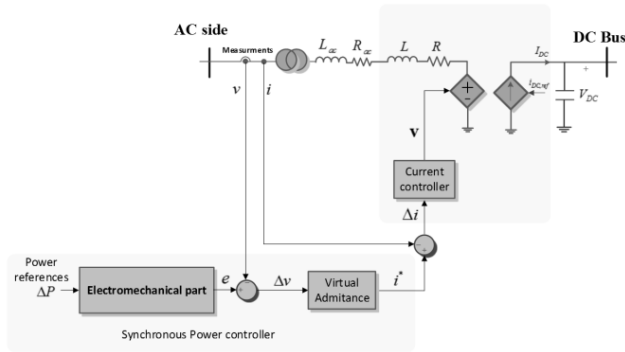 AC side
DC Bus
Measurments
L_ac R_ac L R
I_DC
i_DC,ref
V_DC
+
v i
+
-
v
Current
controller
Δi
Power
references
ΔP
Electromechanical part
e
Δv
Virtual
Admitance
i*
Synchronous Power controller